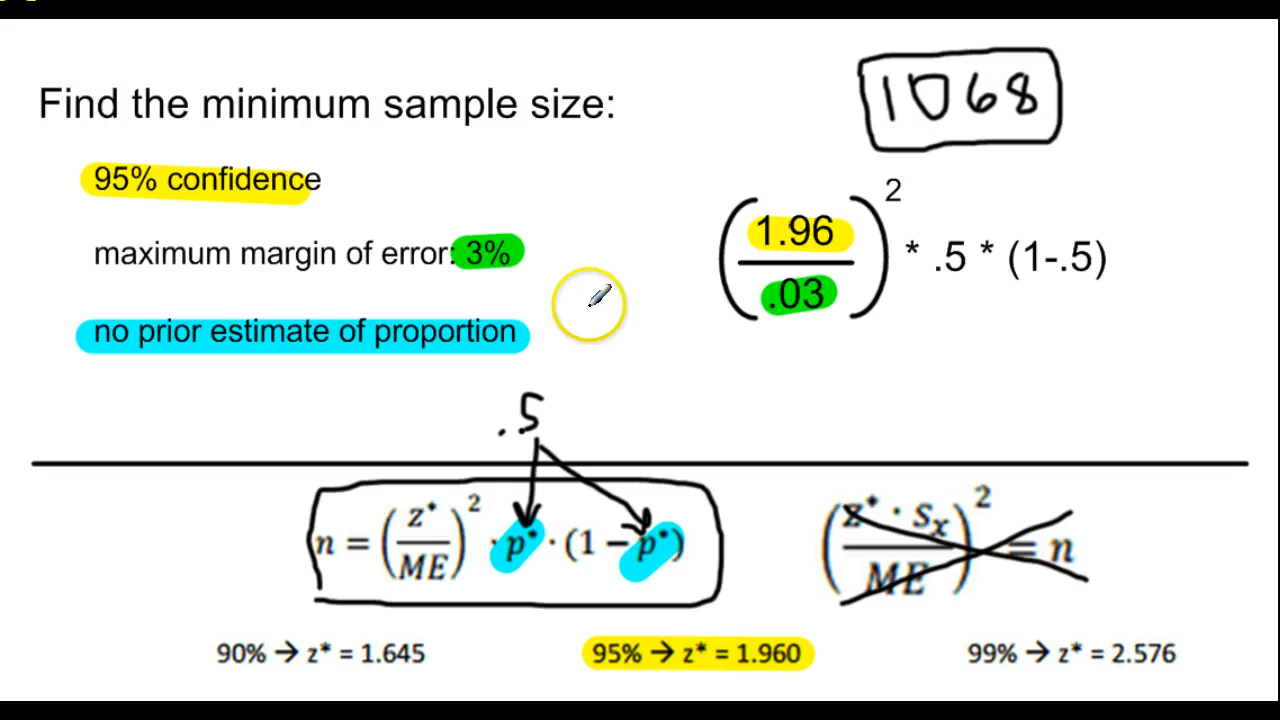 Find the minimum sample size:
1068
95% confidence
maximum margin of error: 3%
no prior estimate of proportion
(1.96/.03)² * .5 * (1-.5)
.5
n = (z*/ME)² · p* · (1 − p*)
(z* · Sₓ/ME)² = n
90% → z* = 1.645
95% → z* = 1.960
99% → z* = 2.576